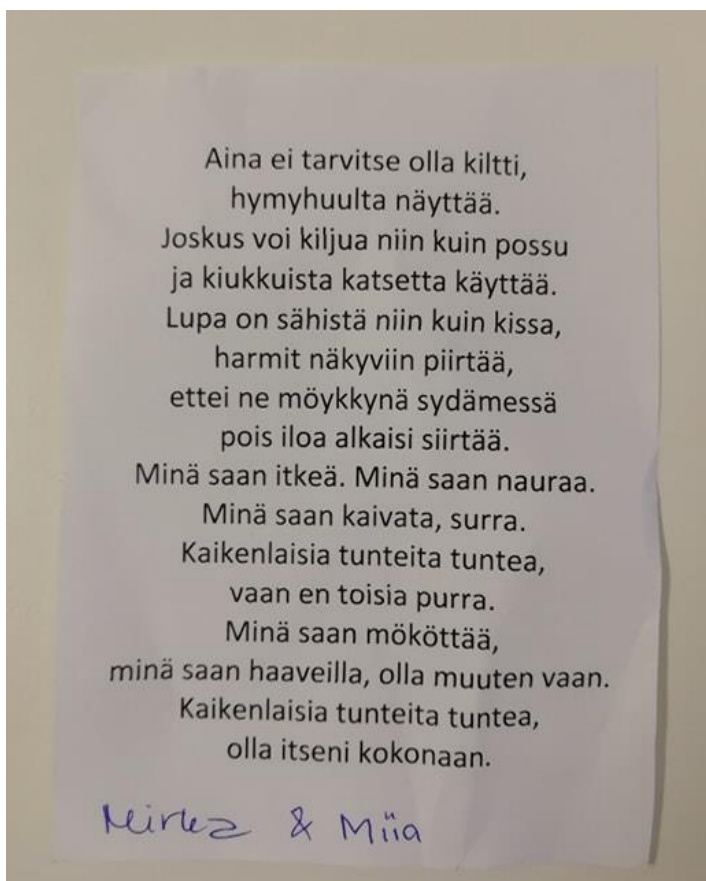 Aina ei tarvitse olla kiltti,
hymyhuulta näyttää.
Joskus voi kiljua niin kuin possu
ja kiukkuista katsetta käyttää.
Lupa on sähistä niin kuin kissa,
harmit näkyviin piirtää,
ettei ne möykkynä sydämessä
pois iloa alkaisi siirtää.
Minä saan itkeä. Minä saan nauraa.
Minä saan kaivata, surra.
Kaikenlaisia tunteita tuntea,
vaan en toisia purra.
Minä saan mököttää,
minä saan haaveilla, olla muuten vaan.
Kaikenlaisia tunteita tuntea,
olla itseni kokonaan.
& Miia